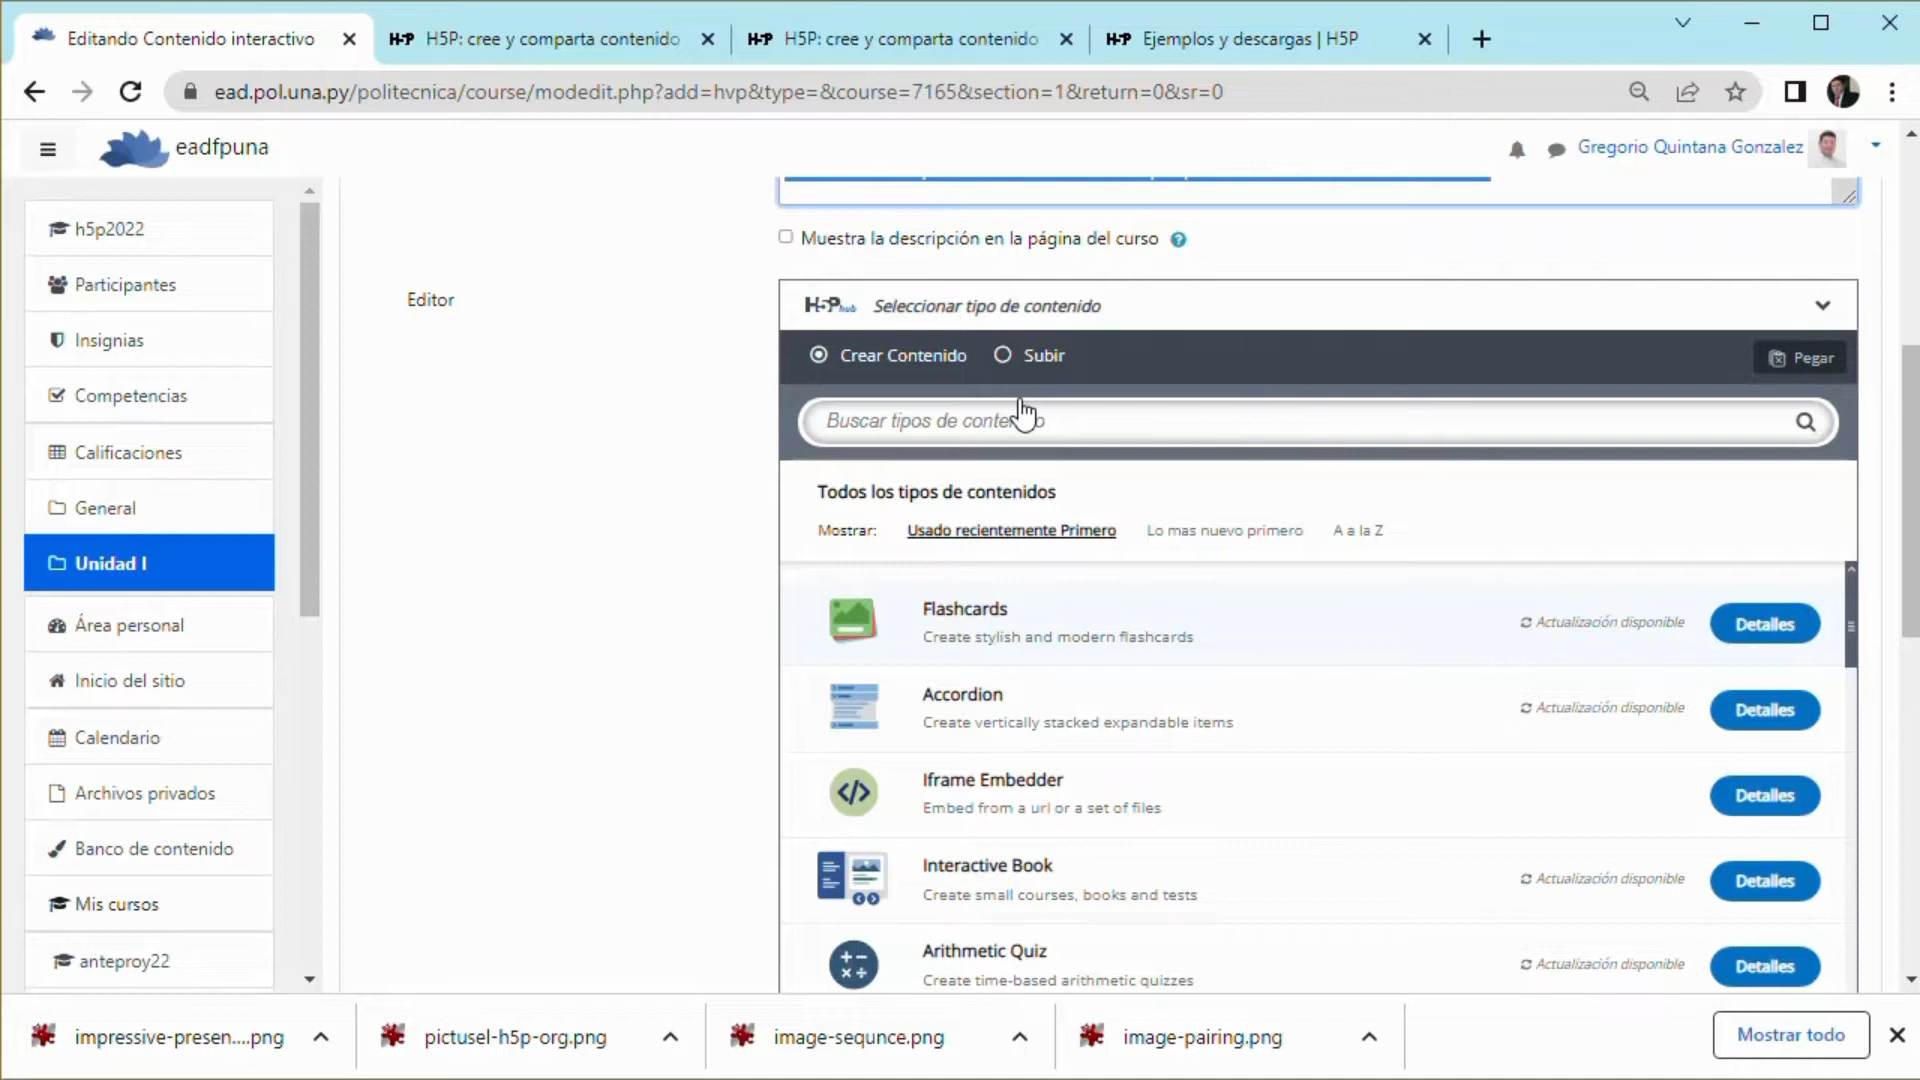 Editando Contenido interactivo
H5P: cree y comparta contenido
H5P: cree y comparta contenido
Ejemplos y descargas | H5P
ead.pol.una.py/politecnica/course/modedit.php?add=hvp&type=&course=7165&section=1&return=0&sr=0
eadfpuna
Gregorio Quintana Gonzalez
h5p2022
Participantes
Insignias
Competencias
Calificaciones
General
Unidad I
Área personal
Inicio del sitio
Calendario
Archivos privados
Banco de contenido
Mis cursos
anteproy22
Muestra la descripción en la página del curso
Editor
H5P hub Seleccionar tipo de contenido
Crear Contenido Subir
Pegar
Buscar tipos de contenido
Todos los tipos de contenidos
Mostrar: Usado recientemente Primero Lo mas nuevo primero A a la Z
Flashcards
Create stylish and modern flashcards
Actualización disponible
Detalles
Accordion
Create vertically stacked expandable items
Actualización disponible
Detalles
Iframe Embedder
Embed from a url or a set of files
Detalles
Interactive Book
Create small courses, books and tests
Actualización disponible
Detalles
Arithmetic Quiz
Create time-based arithmetic quizzes
Actualización disponible
Detalles
impressive-presen....png
pictusel-h5p-org.png
image-sequnce.png
image-pairing.png
Mostrar todo